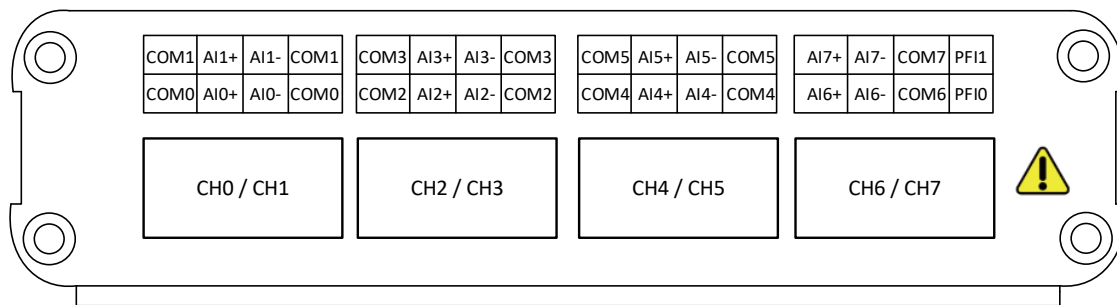 COM1 AI1+ AI1- COM1 COM3 AI3+ AI3- COM3 COM5 AI5+ AI5- COM5 AI7+ AI7- COM7 PFI1
COM0 AI0+ AI0- COM0 COM2 AI2+ AI2- COM2 COM4 AI4+ AI4- COM4 AI6+ AI6- COM6 PFI0
CH0 / CH1 CH2 / CH3 CH4 / CH5 CH6 / CH7